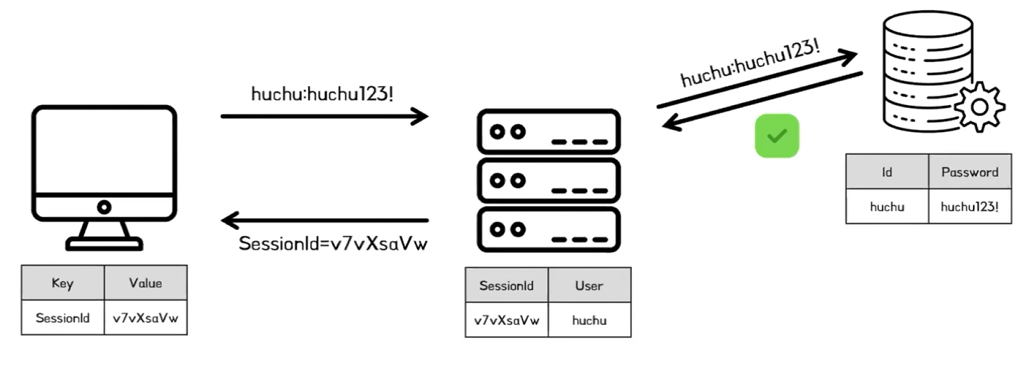 huchu:huchu123!
huchu:huchu123!
SessionId=v7vXsaVw
Key Value
SessionId v7vXsaVw
SessionId User
v7vXsaVw huchu
Id Password
huchu huchu123!